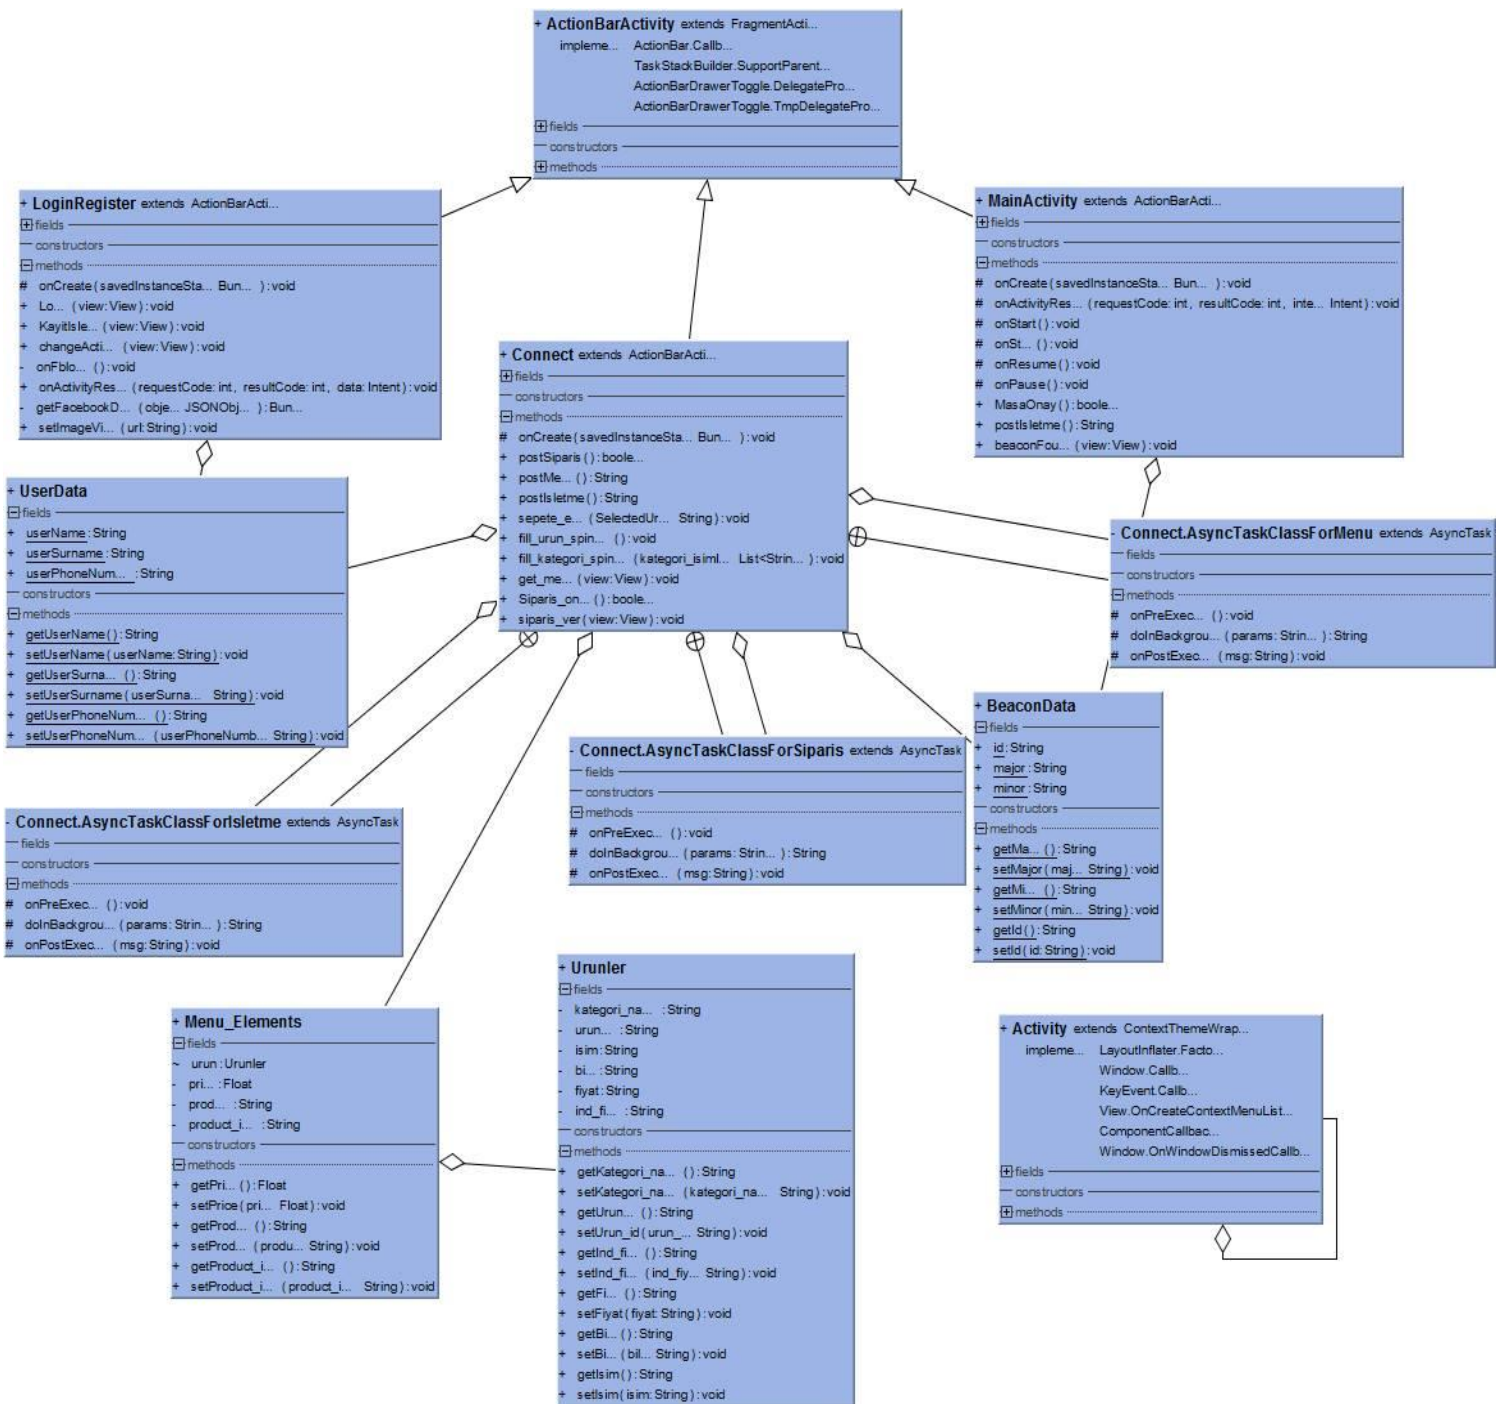 + ActionBarActivity extends FragmentActi...
impleme... ActionBar.Callb...
TaskStackBuilder.SupportParent...
ActionBarDrawerToggle.DelegatePro...
ActionBarDrawerToggle.TmpDelegatePro...
fields
constructors
methods
+ LoginRegister extends ActionBarActi...
fields
constructors
methods
# onCreate(savedInstanceSta... Bun... ):void
+ Lo... (view:View):void
+ KayitIsle... (view:View):void
+ changeActi... (view:View):void
- onFblo... ():void
+ onActivityRes... (requestCode: int, resultCode: int, data: Intent):void
- getFacebookD... (obje... JSONObj... ):Bun...
+ setImageVi... (url:String):void
+ MainActivity extends ActionBarActi...
fields
constructors
methods
# onCreate(savedInstanceSta... Bun... ):void
# onActivityRes... (requestCode: int, resultCode: int, inte... Intent):void
# onStart():void
# onSt... ():void
# onResume():void
# onPause():void
+ MasaOnay():boole...
+ postIsletme():String
+ beaconFou... (view:View):void
+ Connect extends ActionBarActi...
fields
constructors
methods
# onCreate(savedInstanceSta... Bun... ):void
+ postSiparis():boole...
+ postMe... ():String
+ postIsletme():String
+ sepete_e... (SelectedUr... String):void
+ fill_urun_spin... ():void
+ fill_kategori_spin... (kategori_isiml... List<Strin... ):void
+ get_me... (view:View):void
+ Siparis_on... ():boole...
+ siparis_ver(view:View):void
+ UserData
fields
+ userName:String
+ userSurname:String
+ userPhoneNum... :String
constructors
methods
+ getUserName():String
+ setUserName(userName:String):void
+ getUserSurna... ():String
+ setUserSurname(userSurna... String):void
+ getUserPhoneNum... ():String
+ setUserPhoneNum... (userPhoneNumb... String):void
- Connect.AsyncTaskClassForMenu extends AsyncTask
fields
constructors
methods
# onPreExec... ():void
# doInBackgrou... (params:Strin... ):String
# onPostExec... (msg:String):void
+ BeaconData
fields
+ id:String
+ major:String
+ minor:String
constructors
methods
+ getMa... ():String
+ setMajor(maj... String):void
+ getMi... ():String
+ setMinor(min... String):void
+ getId():String
+ setId(id:String):void
- Connect.AsyncTaskClassForSiparis extends AsyncTask
fields
constructors
methods
# onPreExec... ():void
# doInBackgrou... (params:Strin... ):String
# onPostExec... (msg:String):void
- Connect.AsyncTaskClassForIsletme extends AsyncTask
fields
constructors
methods
# onPreExec... ():void
# doInBackgrou... (params:Strin... ):String
# onPostExec... (msg:String):void
+ Menu_Elements
fields
~ urun:Urunler
- pri... :Float
- prod... :String
- product_i... :String
constructors
methods
+ getPri... ():Float
+ setPrice(pri... Float):void
+ getProd... ():String
+ setProd... (produ... String):void
+ getProduct_i... ():String
+ setProduct_i... (product_i... String):void
+ Urunler
fields
- kategori_na... :String
- urun... :String
- isim:String
- bi... :String
- fiyat:String
- ind_fi... :String
constructors
methods
+ getKategori_na... ():String
+ setKategori_na... (kategori_na... String):void
+ getUrun... ():String
+ setUrun_id(urun_... String):void
+ getInd_fi... ():String
+ setInd_fi... (ind_fiy... String):void
+ getFi... ():String
+ setFiyat(fiyat:String):void
+ getBi... ():String
+ setBi... (bil... String):void
+ getIsim():String
+ setIsim(isim:String):void
+ Activity extends ContextThemeWrap...
impleme... LayoutInflater.Facto...
Window.Callb...
KeyEvent.Callb...
View.OnCreateContextMenuList...
ComponentCallbac...
Window.OnWindowDismissedCallb...
fields
constructors
methods